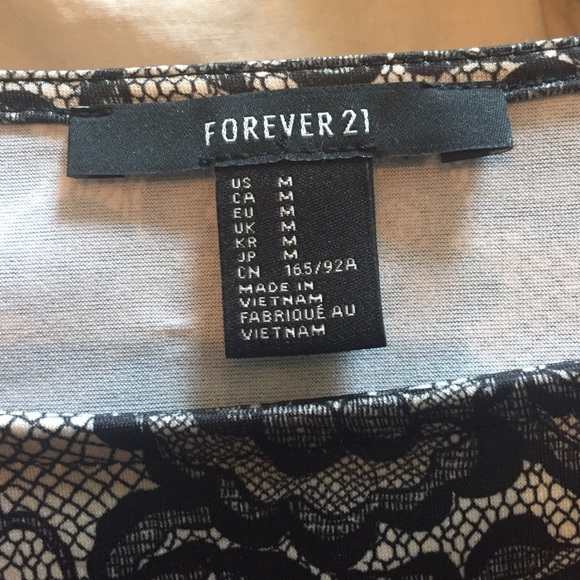 FOREVER 21
US M
CA M
EU M
UK M
KR M
JP M
CN 165/92A
MADE IN
VIETNAM
FABRIQUÉ AU
VIETNAM